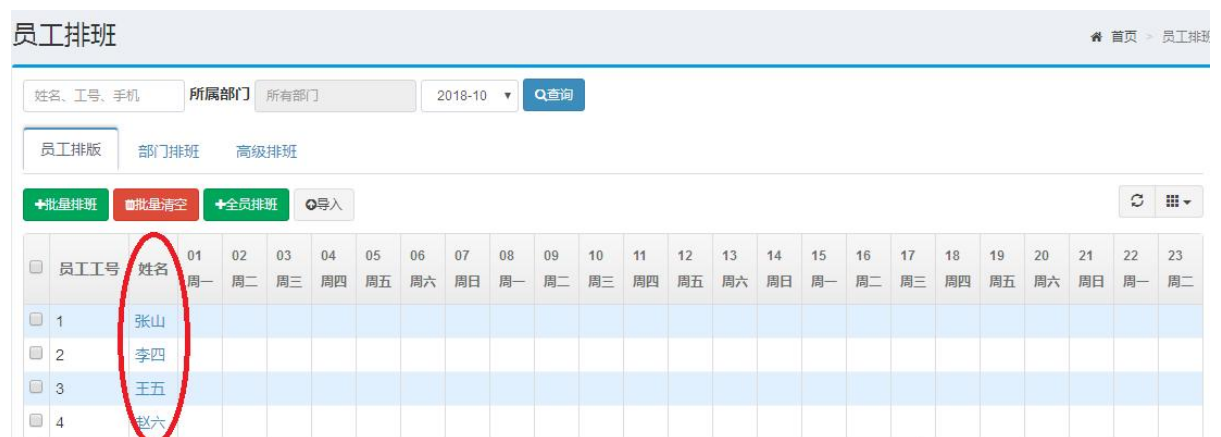 员工排班
首页 > 员工排班
姓名、工号、手机 所属部门 所有部门 2018-10 查询
员工排版 部门排班 高级排班
批量排班 批量清空 全员排班 导入
员工工号 姓名 01 02 03 04 05 06 07 08 09 10 11 12 13 14 15 16 17 18 19 20 21 22 23
周一 周二 周三 周四 周五 周六 周日 周一 周二 周三 周四 周五 周六 周日 周一 周二 周三 周四 周五 周六 周日 周一 周二
1 张山
2 李四
3 王五
4 赵六